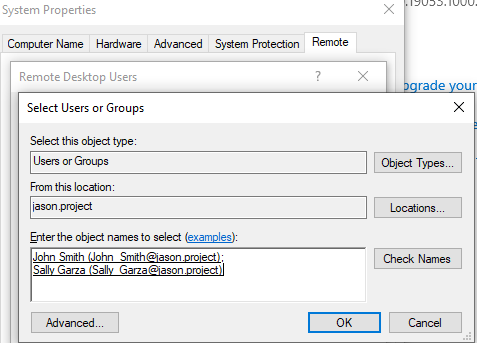 System Properties
Computer Name Hardware Advanced System Protection Remote
Remote Desktop Users ?
Select Users or Groups
Select this object type:
Users or Groups
Object Types...
From this location:
jason.project
Locations...
Enter the object names to select (examples):
John Smith (John_Smith@jason.project);
Sally Garza (Sally_Garza@jason.project)
Check Names
Advanced...
OK
Cancel
.19053.1000.
pgrade your